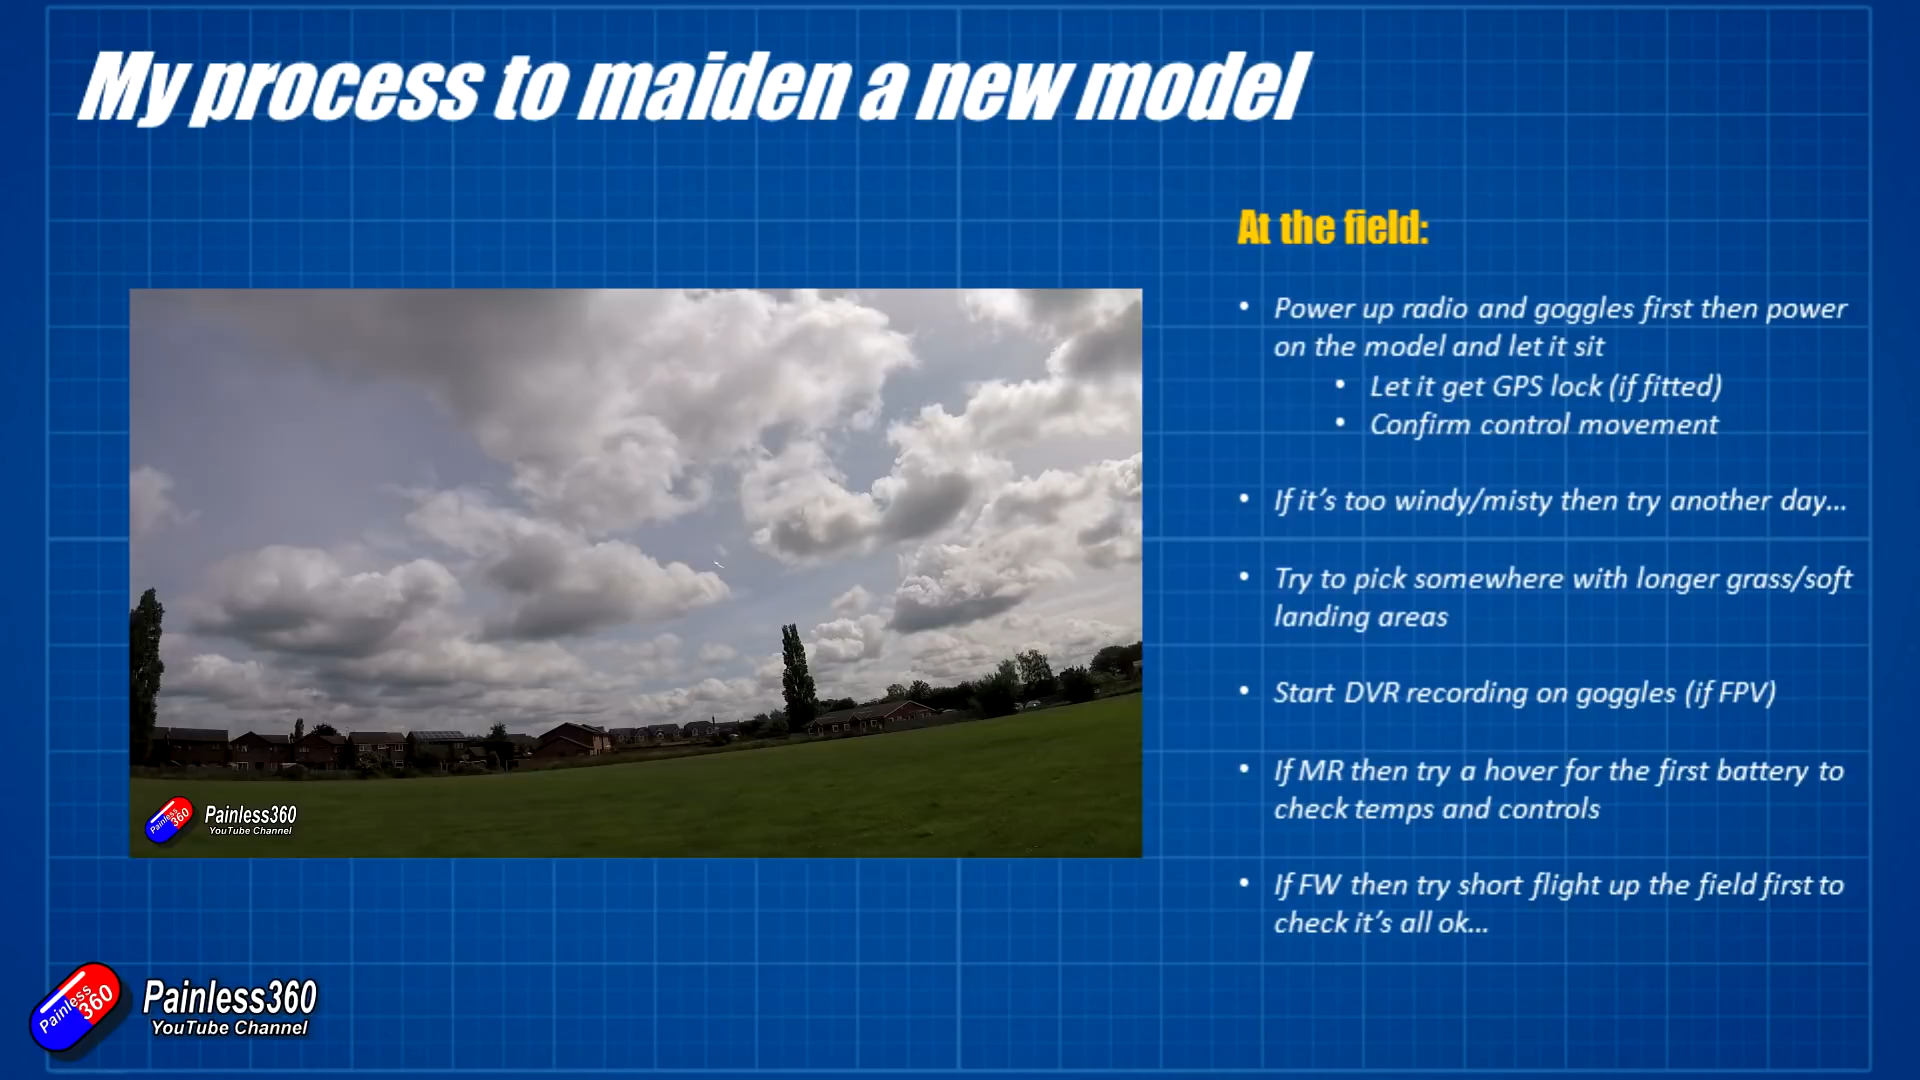 My process to maiden a new model
At the field:
• Power up radio and goggles first then power
on the model and let it sit
• Let it get GPS lock (if fitted)
• Confirm control movement
• If it's too windy/misty then try another day...
• Try to pick somewhere with longer grass/soft
landing areas
• Start DVR recording on goggles (if FPV)
• If MR then try a hover for the first battery to
check temps and controls
• If FW then try short flight up the field first to
check it's all ok...
Painless
360
Painless360
YouTube Channel
Painless
360
Painless360
YouTube Channel